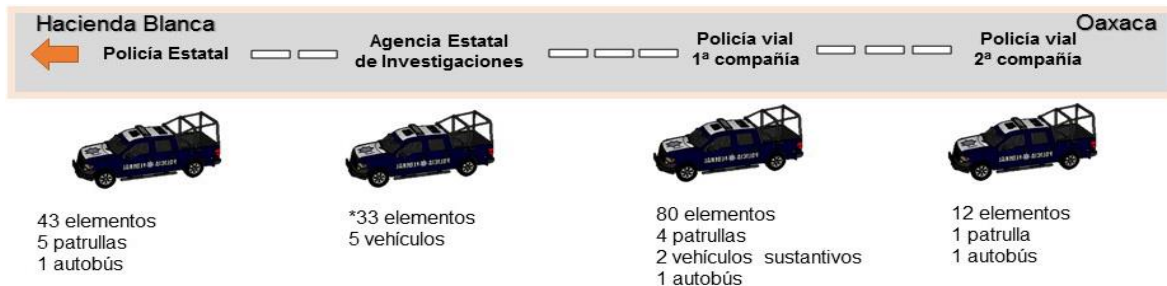 Hacienda Blanca
Oaxaca
Policía Estatal
Agencia Estatal
de Investigaciones
Policía vial
1ª compañía
Policía vial
2ª compañía
43 elementos
5 patrullas
1 autobús
*33 elementos
5 vehículos
80 elementos
4 patrullas
2 vehículos sustantivos
1 autobús
12 elementos
1 patrulla
1 autobús